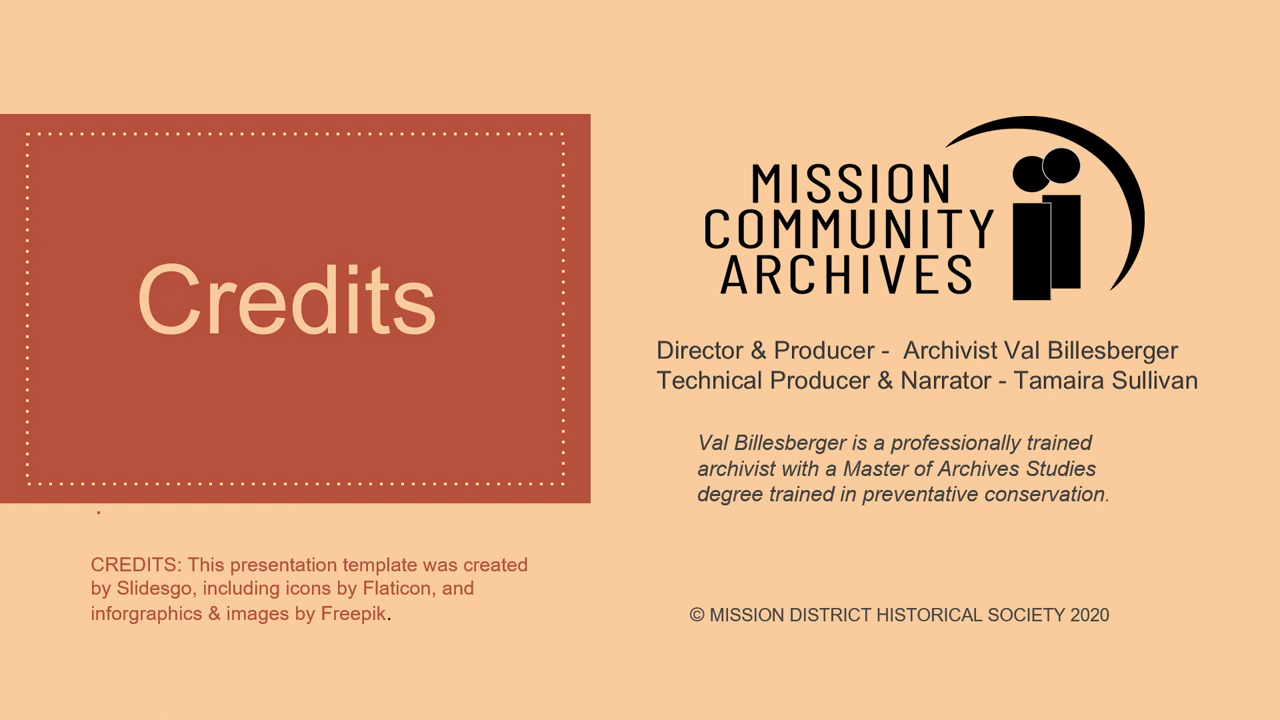 Credits
.
CREDITS: This presentation template was created
by Slidesgo, including icons by Flaticon, and
inforgraphics & images by Freepik.
MISSION
COMMUNITY
ARCHIVES
Director & Producer -  Archivist Val Billesberger
Technical Producer & Narrator - Tamaira Sullivan
Val Billesberger is a professionally trained
archivist with a Master of Archives Studies
degree trained in preventative conservation.
© MISSION DISTRICT HISTORICAL SOCIETY 2020